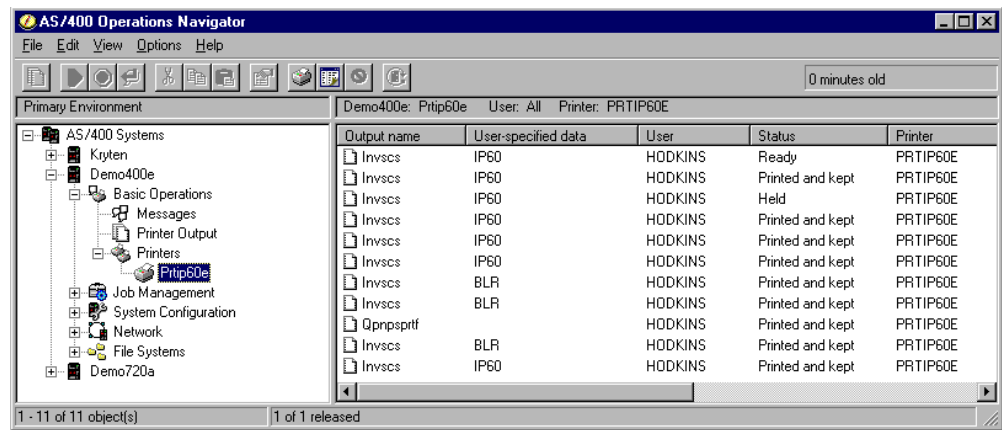 AS/400 Operations Navigator
File Edit View Options Help
0 minutes old
Primary Environment
Demo400e: Prtip60e User: All Printer: PRTIP60E
AS/400 Systems
Kryten
Demo400e
Basic Operations
Messages
Printer Output
Printers
Prtip60e
Job Management
System Configuration
Network
File Systems
Demo720a
Output name User-specified data User Status Printer
Invscs IP60 HODKINS Ready PRTIP60E
Invscs IP60 HODKINS Printed and kept PRTIP60E
Invscs IP60 HODKINS Held PRTIP60E
Invscs IP60 HODKINS Printed and kept PRTIP60E
Invscs IP60 HODKINS Printed and kept PRTIP60E
Invscs IP60 HODKINS Printed and kept PRTIP60E
Invscs BLR HODKINS Printed and kept PRTIP60E
Invscs BLR HODKINS Printed and kept PRTIP60E
Qpnpsprtf HODKINS Printed and kept PRTIP60E
Invscs BLR HODKINS Printed and kept PRTIP60E
Invscs IP60 HODKINS Printed and kept PRTIP60E
1 - 11 of 11 object(s) 1 of 1 released